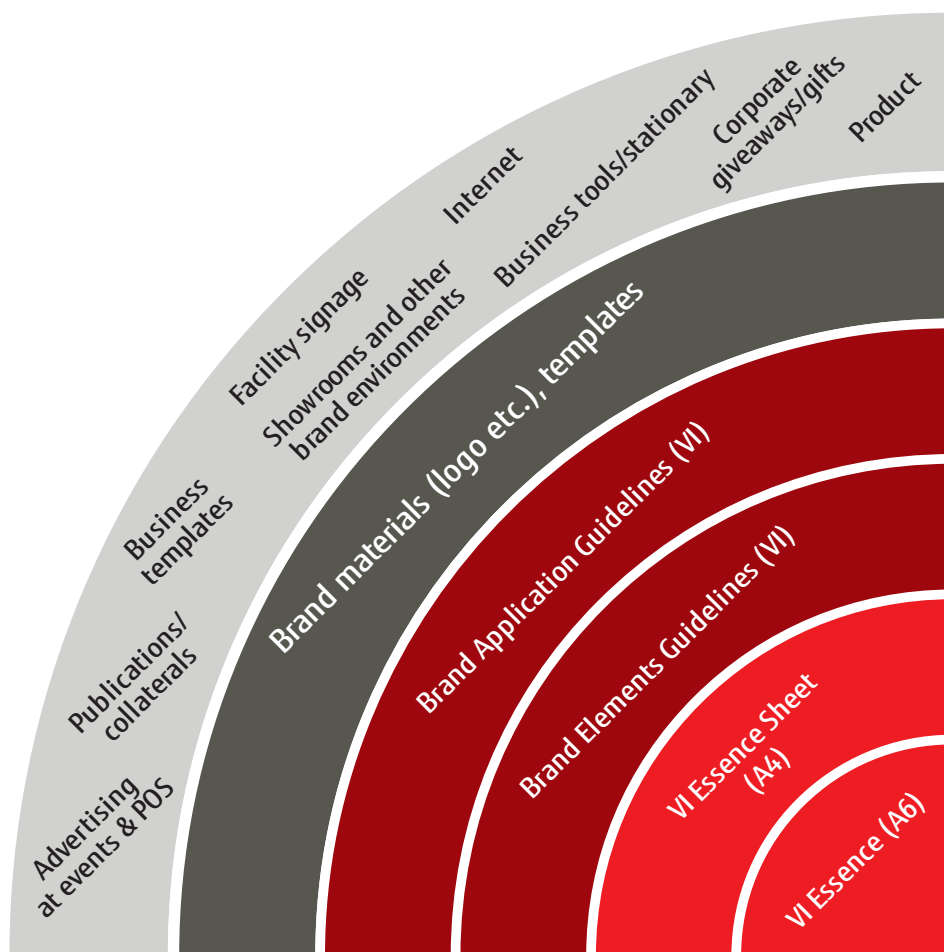 Product
Corporate
giveaways/gifts
Business tools/stationary
Internet
Showrooms and other
brand environments
Facility signage
Business
templates
Publications/
collaterals
Advertising
at events & POS
Brand materials (logo etc.), templates
Brand Application Guidelines (VI)
Brand Elements Guidelines (VI)
VI Essence Sheet
(A4)
VI Essence (A6)